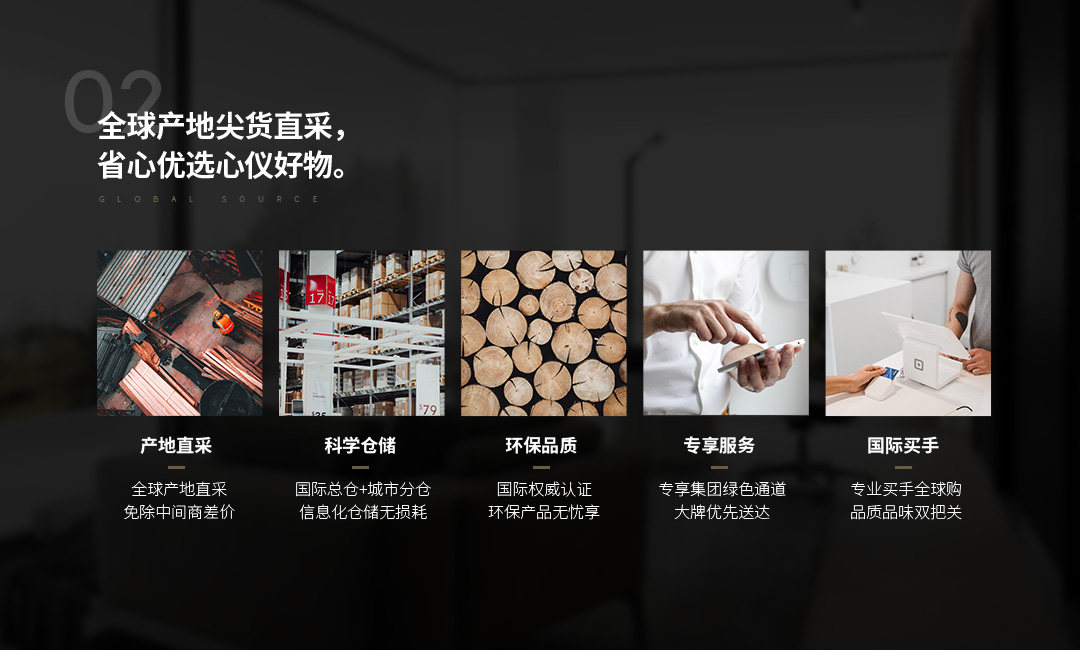 02
全球产地尖货直采，
省心优选心仪好物。
GLOBAL SOURCE
17
$79
产地直采
科学仓储
环保品质
专享服务
国际买手
全球产地直采
免除中间商差价
国际总仓+城市分仓
信息化仓储无损耗
国际权威认证
环保产品无忧享
专享集团绿色通道
大牌优先送达
专业买手全球购
品质品味双把关